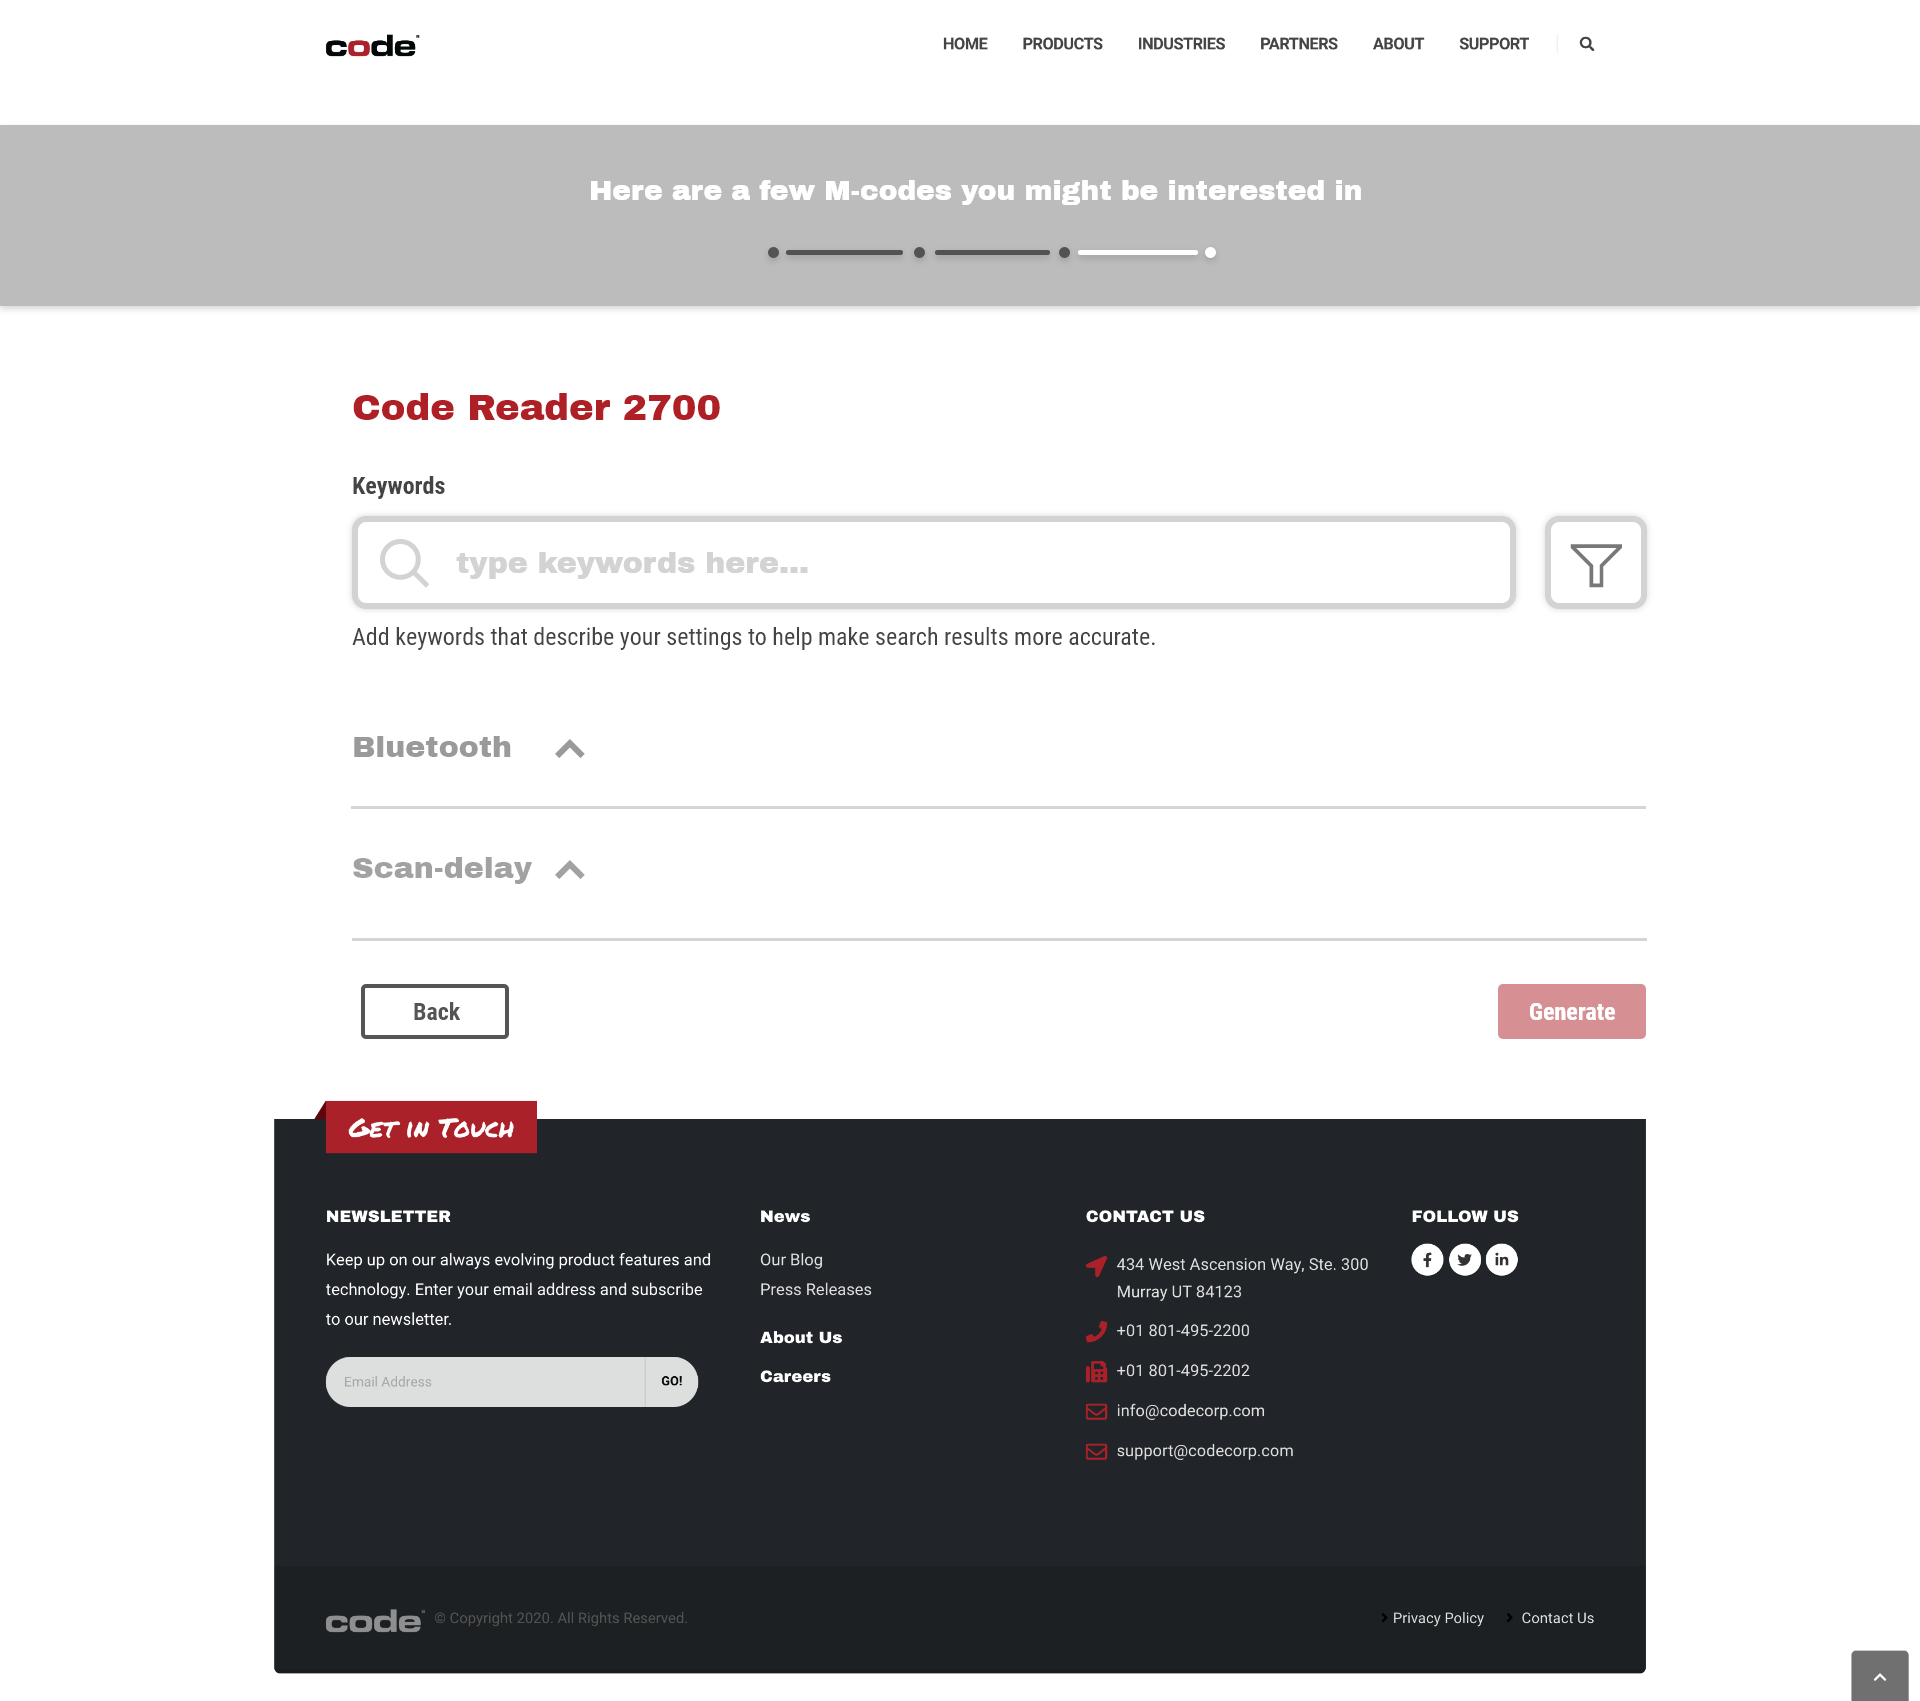 code
HOME PRODUCTS INDUSTRIES PARTNERS ABOUT SUPPORT
Here are a few M-codes you might be interested in
Code Reader 2700
Keywords
type keywords here...
Add keywords that describe your settings to help make search results more accurate.
Bluetooth
Scan-delay
Back
Generate
Get in Touch
NEWSLETTER
Keep up on our always evolving product features and
technology. Enter your email address and subscribe
to our newsletter.
Email Address GO!
News
Our Blog
Press Releases
About Us
Careers
CONTACT US
434 West Ascension Way, Ste. 300
Murray UT 84123
+01 801-495-2200
+01 801-495-2202
info@codecorp.com
support@codecorp.com
FOLLOW US
code © Copyright 2020. All Rights Reserved.
Privacy Policy Contact Us